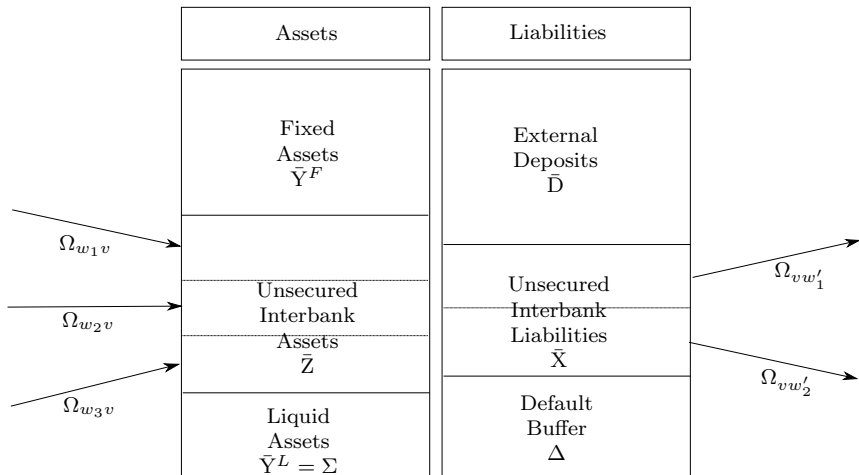 Assets
Liabilities
Fixed
Assets
Ȳ^F
External
Deposits
D̄
Ω_{w_1 v}
Ω_{w_2 v}
Ω_{w_3 v}
Unsecured
Interbank
Assets
Z̄
Unsecured
Interbank
Liabilities
X̄
Ω_{vw'_1}
Ω_{vw'_2}
Liquid
Assets
Ȳ^L = Σ
Default
Buffer
Δ